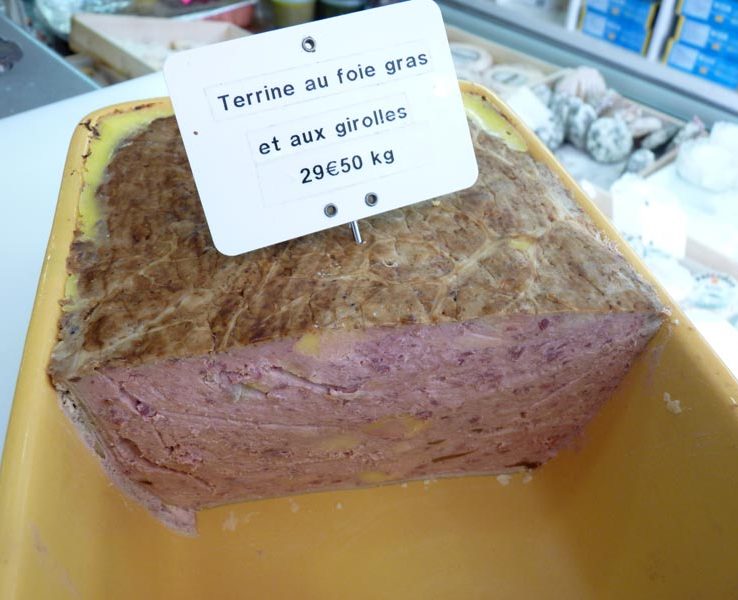 Terrine au foie gras
et aux girolles
29€50 kg